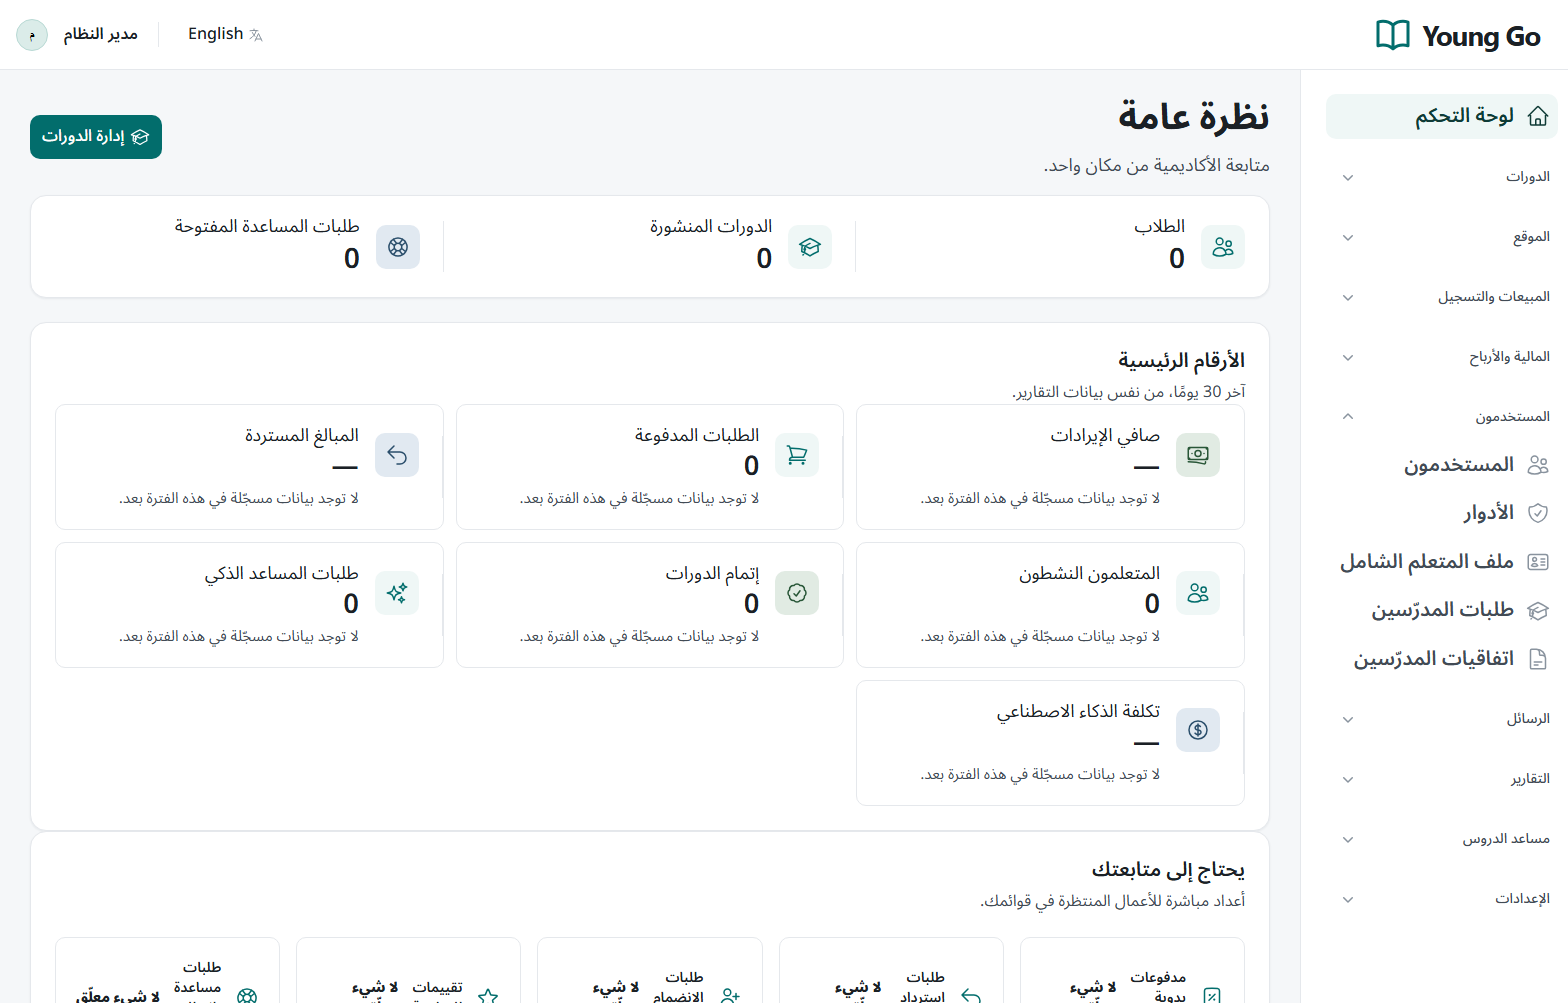 Young Go
English
مدير النظام
م
لوحة التحكم
الدورات
الموقع
المبيعات والتسجيل
المالية والأرباح
المستخدمون
المستخدمون
الأدوار
ملف المتعلم الشامل
طلبات المدرّسين
اتفاقيات المدرّسين
الرسائل
التقارير
مساعد الدروس
الإعدادات
نظرة عامة
متابعة الأكاديمية من مكان واحد.
إدارة الدورات
الطلاب
0
الدورات المنشورة
0
طلبات المساعدة المفتوحة
0
الأرقام الرئيسية
آخر 30 يومًا، من نفس بيانات التقارير.
صافي الإيرادات
—
لا توجد بيانات مسجّلة في هذه الفترة بعد.
الطلبات المدفوعة
0
لا توجد بيانات مسجّلة في هذه الفترة بعد.
المبالغ المستردة
—
لا توجد بيانات مسجّلة في هذه الفترة بعد.
المتعلمون النشطون
0
لا توجد بيانات مسجّلة في هذه الفترة بعد.
إتمام الدورات
0
لا توجد بيانات مسجّلة في هذه الفترة بعد.
طلبات المساعد الذكي
0
لا توجد بيانات مسجّلة في هذه الفترة بعد.
تكلفة الذكاء الاصطناعي
—
لا توجد بيانات مسجّلة في هذه الفترة بعد.
يحتاج إلى متابعتك
أعداد مباشرة للأعمال المنتظرة في قوائمك.
مدفوعات
يدوية
لا شيء
طلبات
استرداد
لا شيء
طلبات
الانضمام
لا شيء
تقييمات
لا شيء
طلبات
مساعدة
لا شيء معلّق